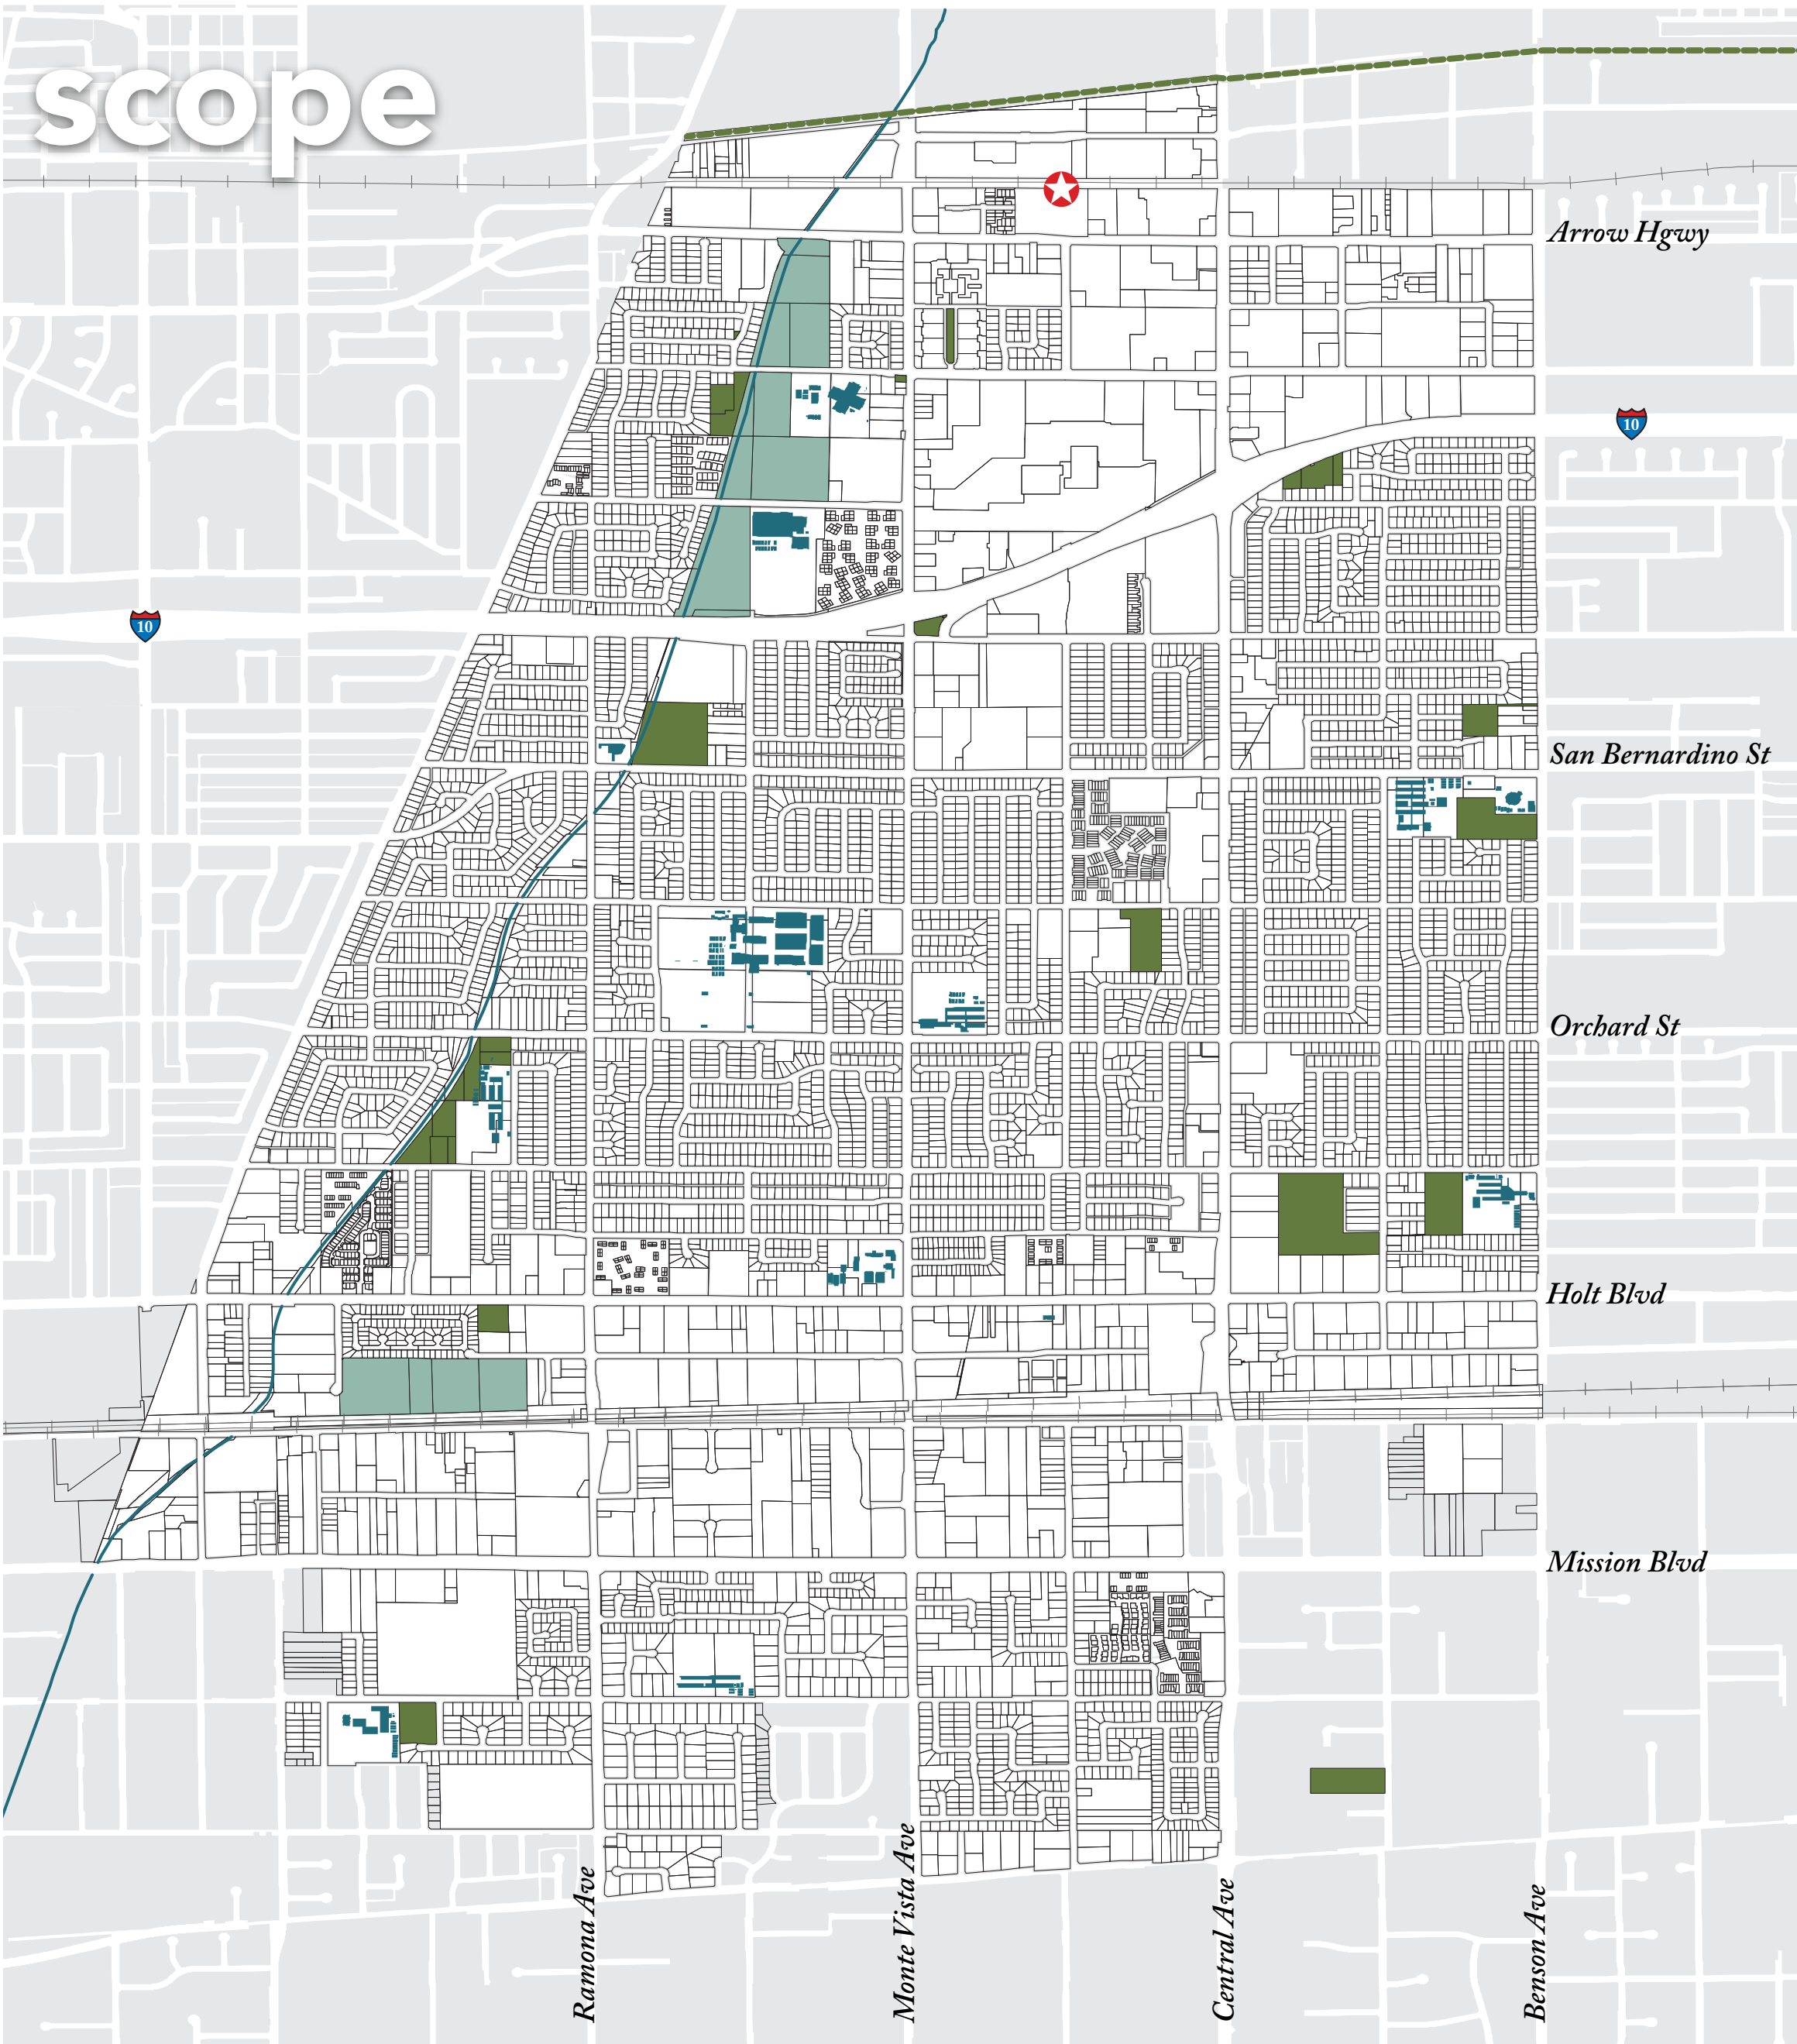 scope
Arrow Hgwy
10
10
San Bernardino St
Orchard St
Holt Blvd
Mission Blvd
Ramona Ave
Monte Vista Ave
Central Ave
Benson Ave